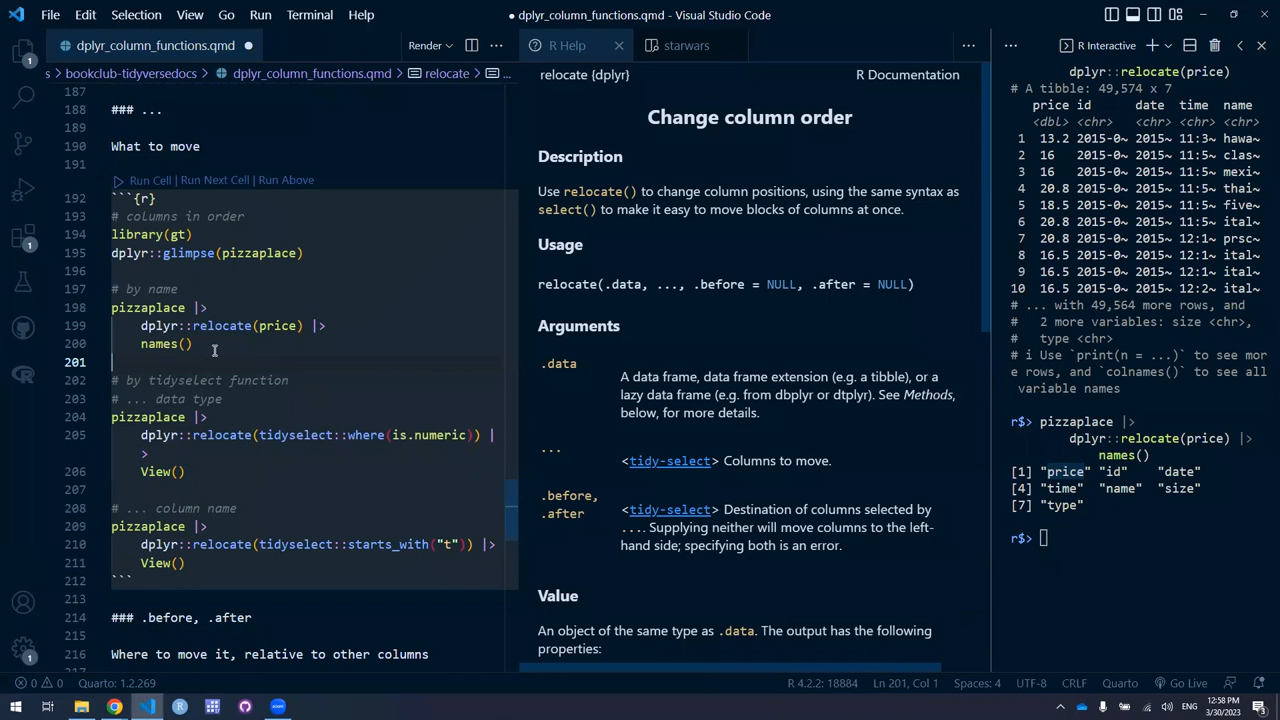 File Edit Selection View Go Run Terminal Help
● dplyr_column_functions.qmd - Visual Studio Code
dplyr_column_functions.qmd ●
Render
s > bookclub-tidyversedocs > dplyr_column_functions.qmd > relocate > ...
187
188 ### ...
189
190 What to move
191
Run Cell | Run Next Cell | Run Above
192 ```{r}
193 # columns in order
194 library(gt)
195 dplyr::glimpse(pizzaplace)
196
197 # by name
198 pizzaplace |>
199 dplyr::relocate(price) |>
200 names()
201
202 # by tidyselect function
203 # ... data type
204 pizzaplace |>
205 dplyr::relocate(tidyselect::where(is.numeric)) |
>
206 View()
207
208 # ... column name
209 pizzaplace |>
210 dplyr::relocate(tidyselect::starts_with("t")) |>
211 View()
212 ```
213
214 ### .before, .after
215
216 Where to move it, relative to other columns
217
R Help
starwars
relocate {dplyr} R Documentation
Change column order
Description
Use relocate() to change column positions, using the same syntax as
select() to make it easy to move blocks of columns at once.
Usage
relocate(.data, ..., .before = NULL, .after = NULL)
Arguments
.data
A data frame, data frame extension (e.g. a tibble), or a
lazy data frame (e.g. from dbplyr or dtplyr). See Methods,
below, for more details.
...
<tidy-select> Columns to move.
.before,
.after
<tidy-select> Destination of columns selected by
.... Supplying neither will move columns to the left-
hand side; specifying both is an error.
Value
An object of the same type as .data. The output has the following
properties:
R Interactive
dplyr::relocate(price)
# A tibble: 49,574 x 7
price id date time name
<dbl> <chr> <chr> <chr> <chr>
1 13.2 2015-0~ 2015~ 11:3~ hawa~
2 16 2015-0~ 2015~ 11:5~ clas~
3 16 2015-0~ 2015~ 11:5~ mexi~
4 20.8 2015-0~ 2015~ 11:5~ thai~
5 18.5 2015-0~ 2015~ 11:5~ five~
6 20.8 2015-0~ 2015~ 11:5~ ital~
7 20.8 2015-0~ 2015~ 12:1~ prsc~
8 16.5 2015-0~ 2015~ 12:1~ ital~
9 16.5 2015-0~ 2015~ 12:1~ ital~
10 16.5 2015-0~ 2015~ 12:1~ ital~
# ... with 49,564 more rows, and
# 2 more variables: size <chr>,
# type <chr>
# i Use `print(n = ...)` to see mor
e rows, and `colnames()` to see all
variable names
r$> pizzaplace |>
dplyr::relocate(price) |>
names()
[1] "price" "id" "date"
[4] "time" "name" "size"
[7] "type"
r$>
0 0 Quarto: 1.2.269
R 4.2.2: 18884 Ln 201, Col 1 Spaces: 4 UTF-8 CRLF Quarto Go Live
ENG
12:58 PM
3/30/2023